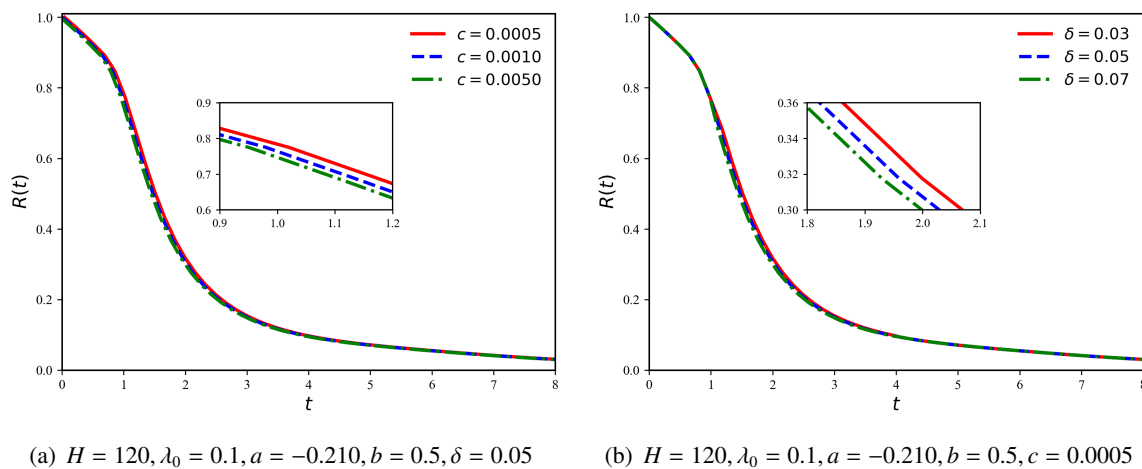 1.0
0.8
0.6
0.4
0.2
0.0
R(t)
0 1 2 3 4 5 6 7 8
t
c = 0.0005
c = 0.0010
c = 0.0050
0.9
0.8
0.7
0.6
0.9 1.0 1.1 1.2
(a) H = 120, λ₀ = 0.1, a = −0.210, b = 0.5, δ = 0.05
1.0
0.8
0.6
0.4
0.2
0.0
R(t)
0 1 2 3 4 5 6 7 8
t
δ = 0.03
δ = 0.05
δ = 0.07
0.36
0.34
0.32
0.30
1.8 1.9 2.0 2.1
(b) H = 120, λ₀ = 0.1, a = −0.210, b = 0.5, c = 0.0005